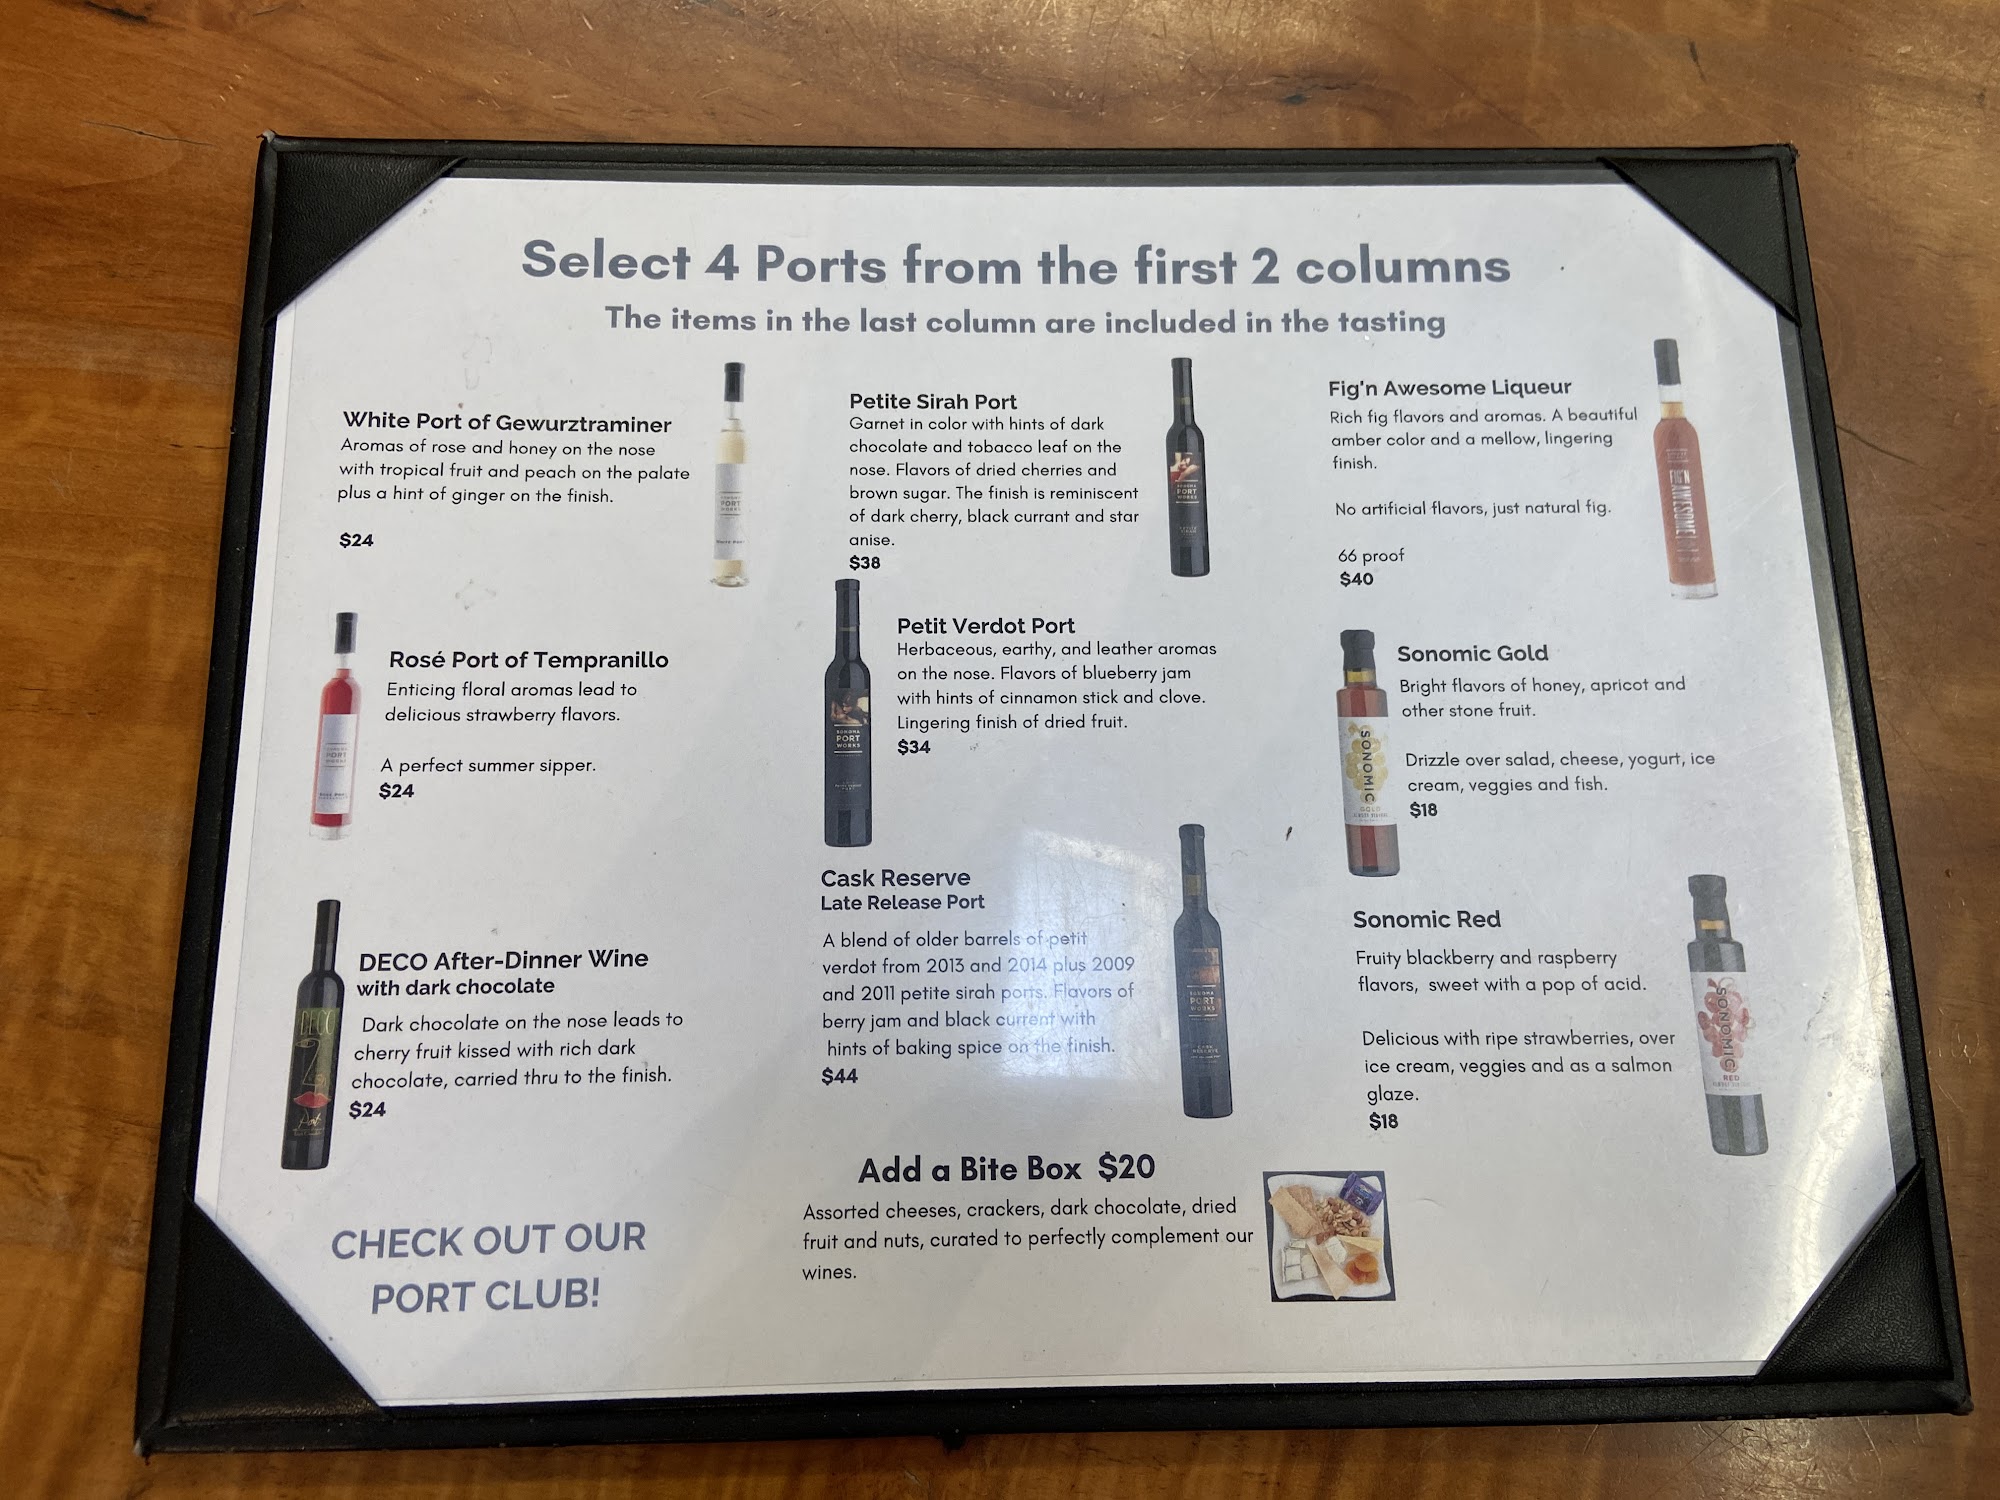 Select 4 Ports from the first 2 columns
The items in the last column are included in the tasting
White Port of Gewurztraminer
Aromas of rose and honey on the nose
with tropical fruit and peach on the palate
plus a hint of ginger on the finish.
$24
Rosé Port of Tempranillo
Enticing floral aromas lead to
delicious strawberry flavors.
A perfect summer sipper.
$24
DECO After-Dinner Wine
with dark chocolate
Dark chocolate on the nose leads to
cherry fruit kissed with rich dark
chocolate, carried thru to the finish.
$24
CHECK OUT OUR
PORT CLUB!
Petite Sirah Port
Garnet in color with hints of dark
chocolate and tobacco leaf on the
nose. Flavors of dried cherries and
brown sugar. The finish is reminiscent
of dark cherry, black currant and star
anise.
$38
Petit Verdot Port
Herbaceous, earthy, and leather aromas
on the nose. Flavors of blueberry jam
with hints of cinnamon stick and clove.
Lingering finish of dried fruit.
$34
Cask Reserve
Late Release Port
A blend of older barrels of petit
verdot from 2013 and 2014 plus 2009
and 2011 petite sirah ports. Flavors of
berry jam and black current with
hints of baking spice on the finish.
$44
Add a Bite Box $20
Assorted cheeses, crackers, dark chocolate, dried
fruit and nuts, curated to perfectly complement our
wines.
Fig'n Awesome Liqueur
Rich fig flavors and aromas. A beautiful
amber color and a mellow, lingering
finish.
No artificial flavors, just natural fig.
66 proof
$40
Sonomic Gold
Bright flavors of honey, apricot and
other stone fruit.
Drizzle over salad, cheese, yogurt, ice
cream, veggies and fish.
$18
Sonomic Red
Fruity blackberry and raspberry
flavors, sweet with a pop of acid.
Delicious with ripe strawberries, over
ice cream, veggies and as a salmon
glaze.
$18
PORT
WORKS
PORT
SONOMA
PORT
WORKS
SONOMA
PORT
WORKS
SONOMA
PORT
WORKS
DECO
Port
FIG'N AWESOME!
SONOMIC
GOLD
SONOMIC
RED